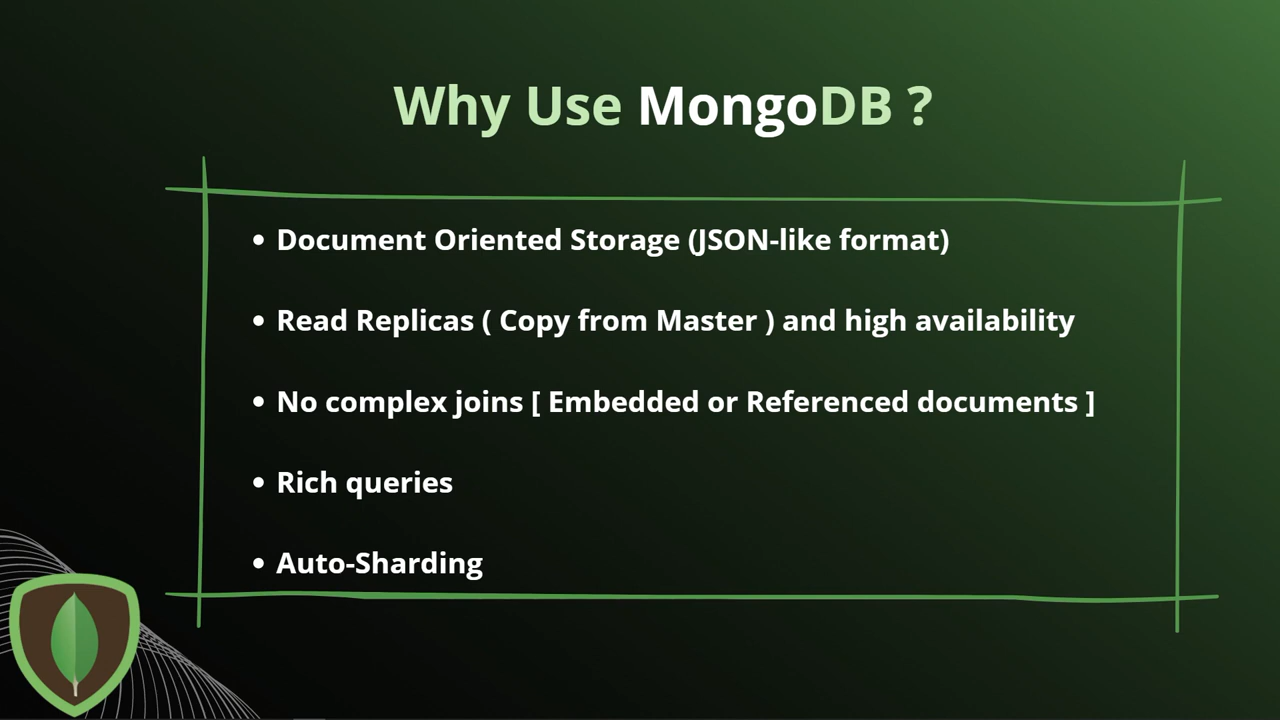 Why Use MongoDB ?
• Document Oriented Storage (JSON-like format)
• Read Replicas ( Copy from Master ) and high availability
• No complex joins [ Embedded or Referenced documents ]
• Rich queries
• Auto-Sharding